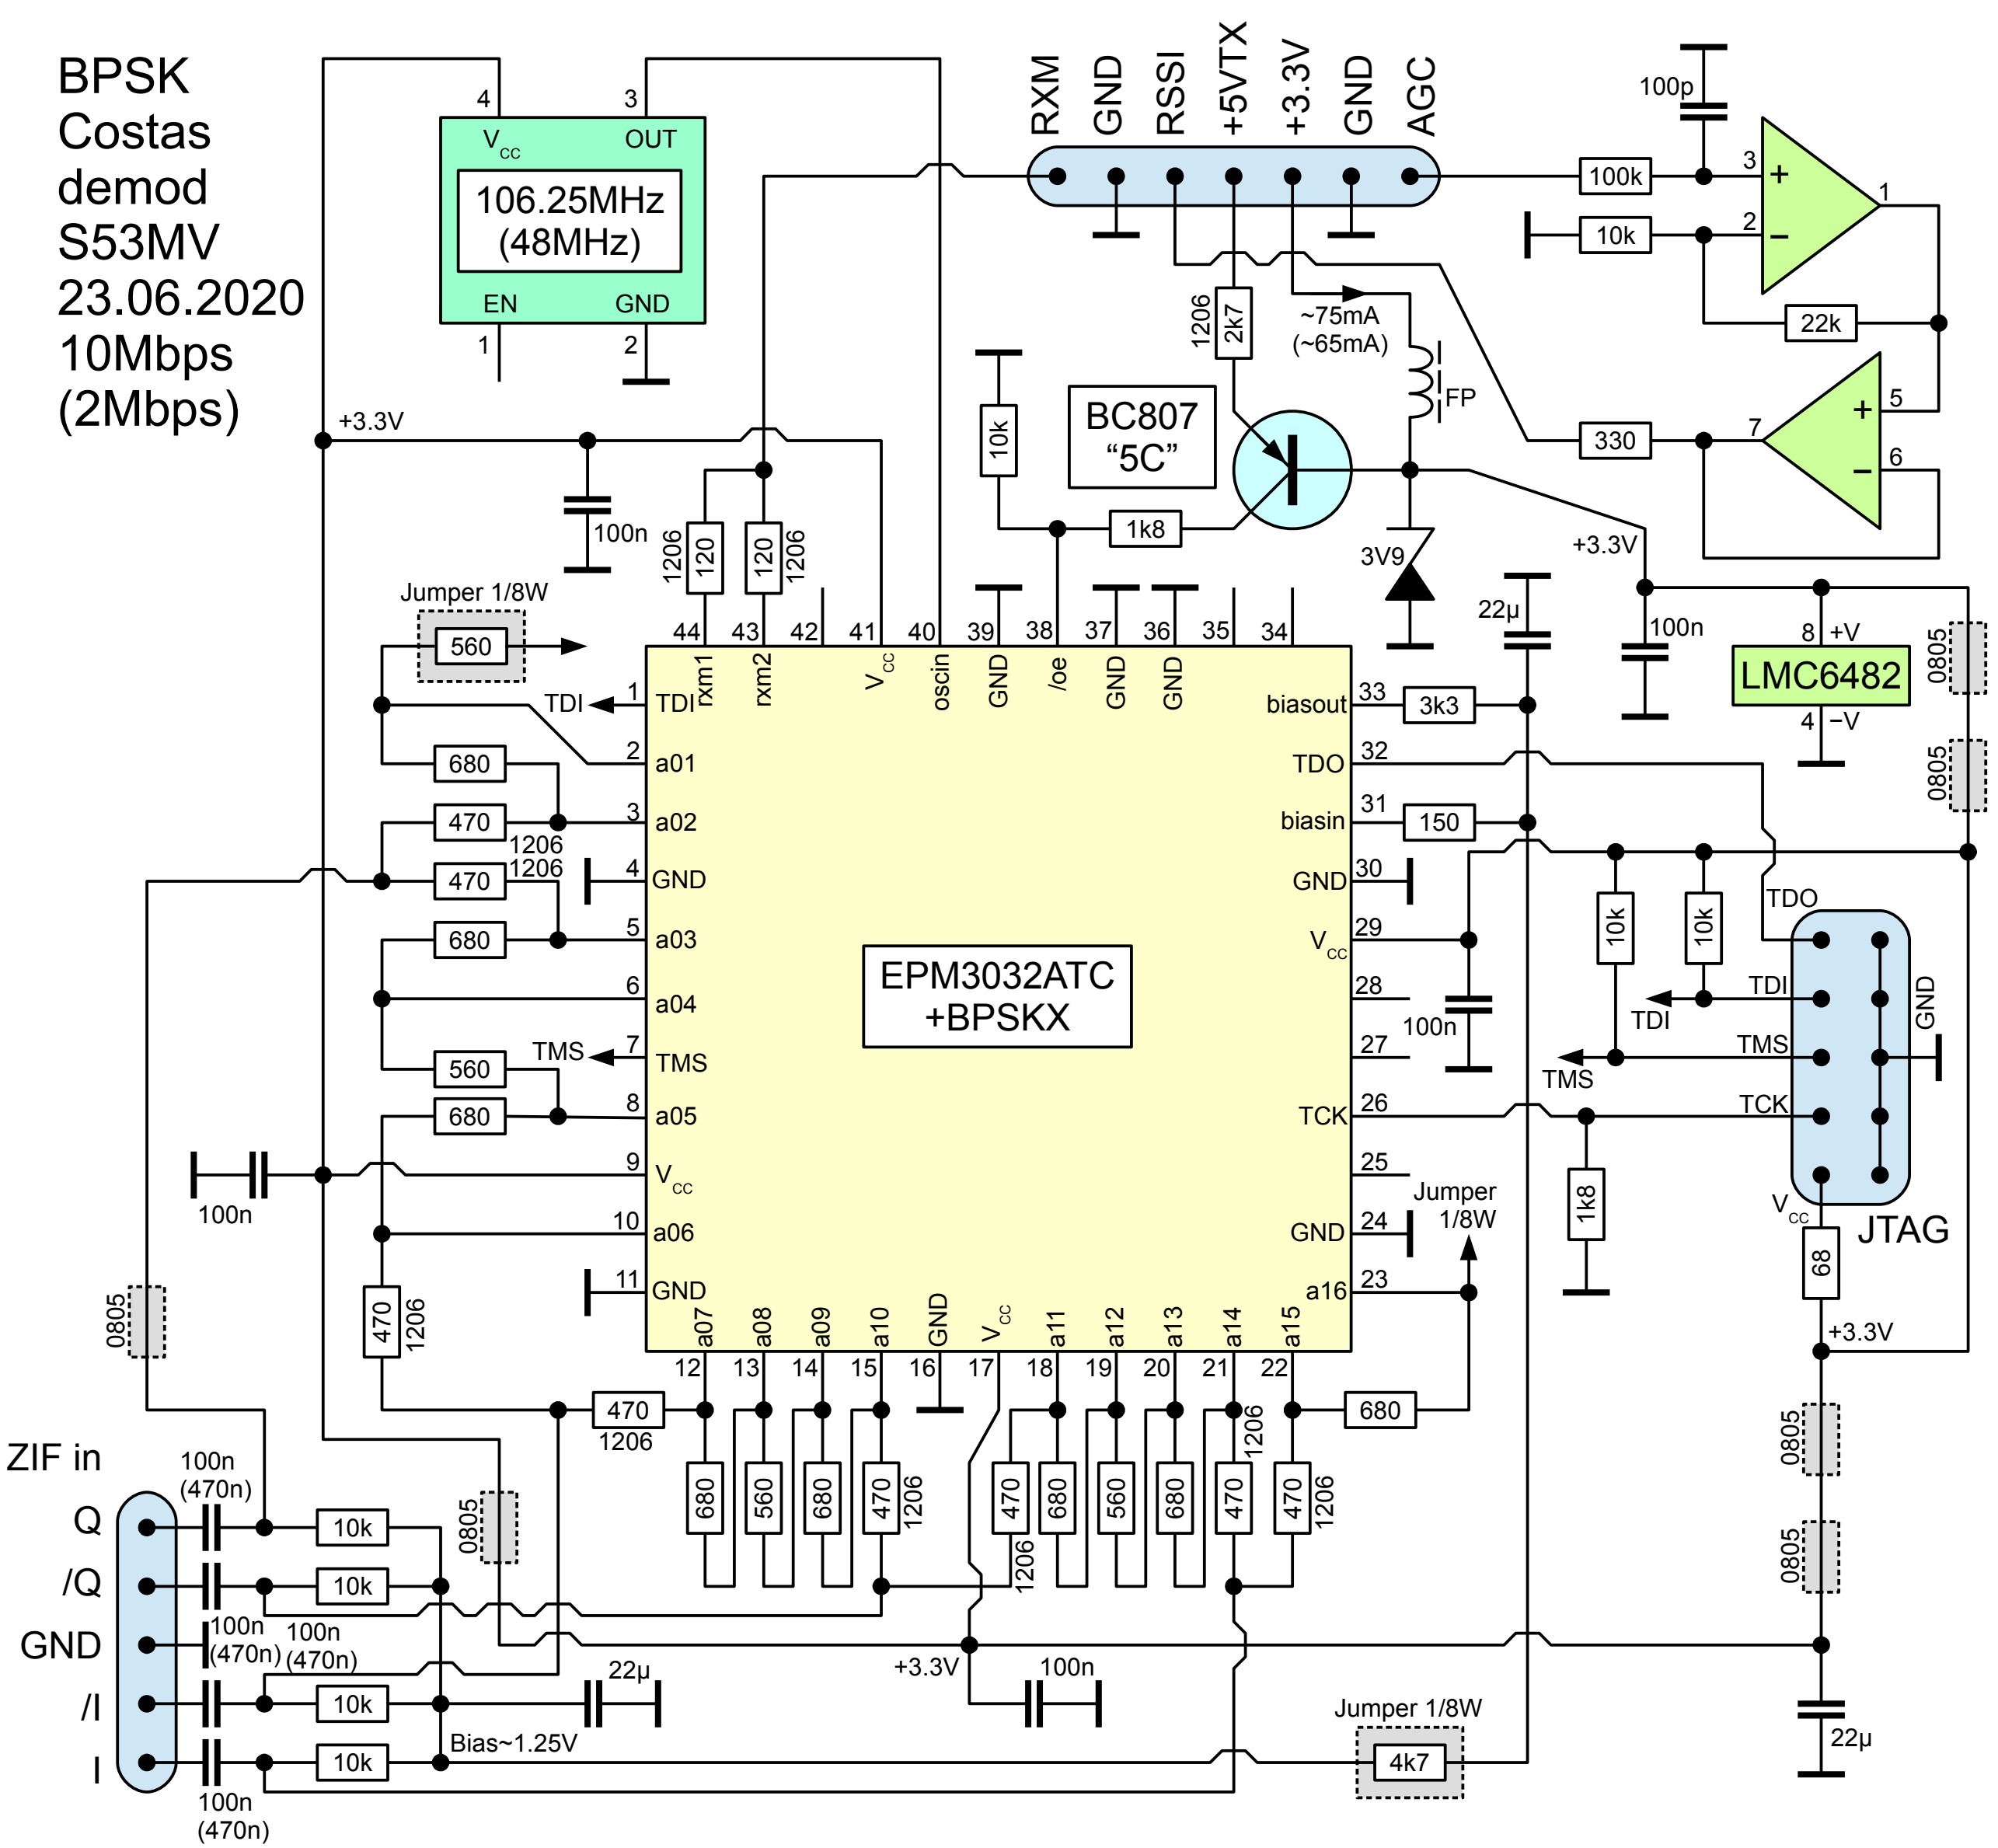 BPSK
Costas
demod
S53MV
23.06.2020
10Mbps
(2Mbps)
4
3
VCC
OUT
106.25MHz
(48MHz)
EN
GND
1
2
RXM
GND
RSSI
+5VTX
+3.3V
GND
AGC
100p
100k
3
+
1
10k
2
−
22k
5
+
7
6
−
330
1206
2k7
~75mA
(~65mA)
FP
BC807
“5C”
10k
1k8
3V9
+3.3V
+3.3V
100n
1206
120
120
1206
22µ
100n
8
+V
LMC6482
4
−V
0805
0805
Jumper 1/8W
560
44
43
42
41
40
39
38
37
36
35
34
rxm1
rxm2
VCC
oscin
GND
/oe
GND
GND
TDI
1
TDI
2
a01
680
3
a02
470
1206
1206
470
4
GND
5
a03
680
6
a04
TMS
7
TMS
560
8
a05
680
9
VCC
100n
10
a06
11
GND
470
1206
0805
EPM3032ATC
+BPSKX
biasout
33
3k3
TDO
32
biasin
31
150
GND
30
VCC
29
28
100n
27
TCK
26
25
Jumper
1/8W
GND
24
a16
23
10k
10k
TDO
TDI
TDI
TMS
TMS
TCK
GND
1k8
VCC
JTAG
68
+3.3V
0805
0805
a07
a08
a09
a10
GND
VCC
a11
a12
a13
a14
a15
12
13
14
15
16
17
18
19
20
21
22
470
1206
680
680
560
680
470
1206
470
1206
680
560
680
470
1206
470
1206
ZIF in
100n
(470n)
Q
10k
0805
/Q
10k
GND
100n
(470n)
100n
(470n)
/I
10k
22µ
+3.3V
100n
I
10k
Bias~1.25V
100n
(470n)
Jumper 1/8W
4k7
22µ